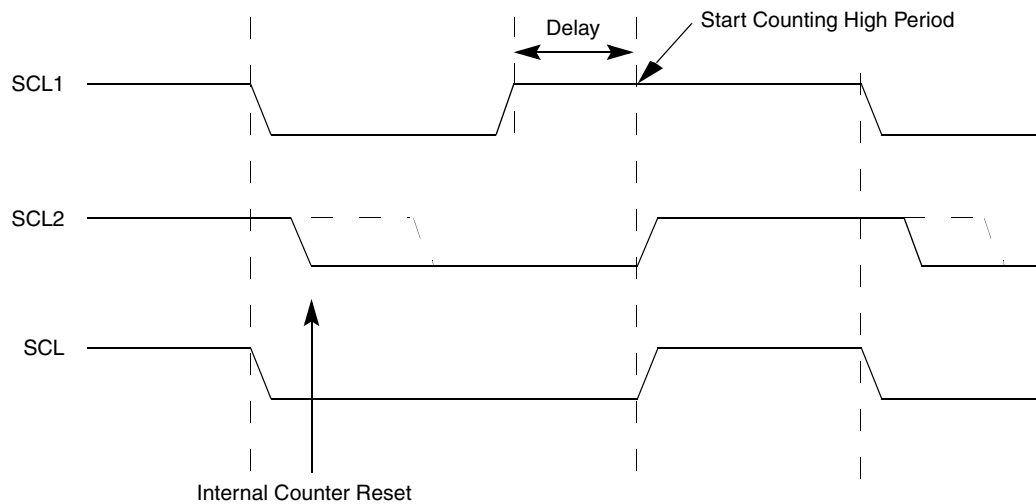 Start Counting High Period
Delay
SCL1
SCL2
SCL
Internal Counter Reset